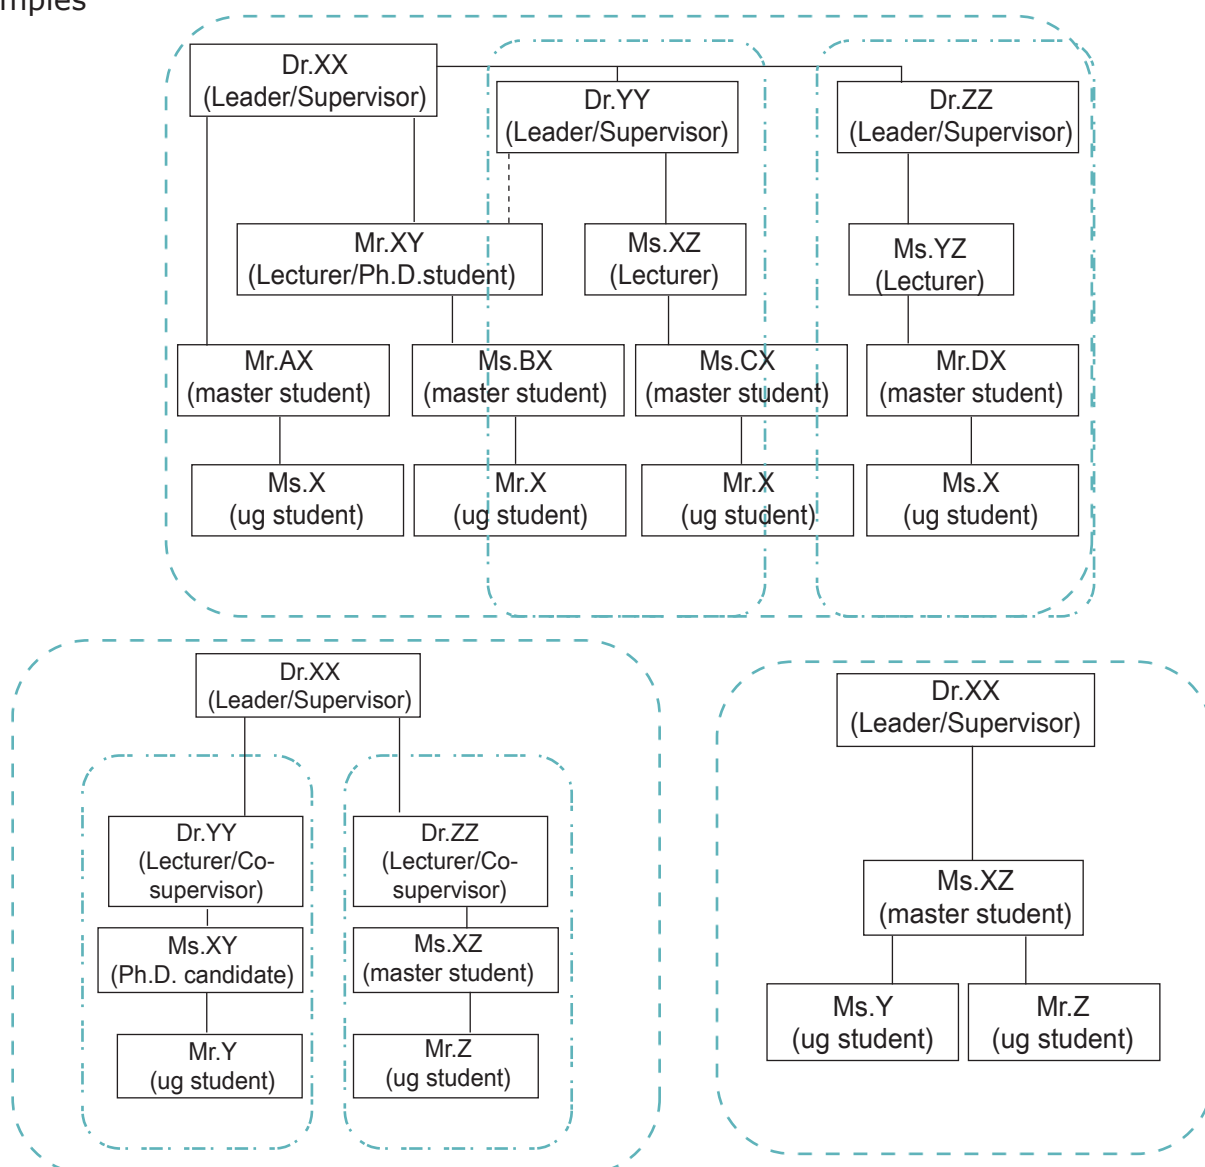 Dr.XX
(Leader/Supervisor)
Dr.YY
(Leader/Supervisor)
Dr.ZZ
(Leader/Supervisor)
Mr.XY
(Lecturer/Ph.D.student)
Ms.XZ
(Lecturer)
Ms.YZ
(Lecturer)
Mr.AX
(master student)
Ms.BX
(master student)
Ms.CX
(master student)
Mr.DX
(master student)
Ms.X
(ug student)
Mr.X
(ug student)
Mr.X
(ug student)
Ms.X
(ug student)
Dr.XX
(Leader/Supervisor)
Dr.YY
(Lecturer/Co-
supervisor)
Dr.ZZ
(Lecturer/Co-
supervisor)
Ms.XY
(Ph.D. candidate)
Ms.XZ
(master student)
Mr.Y
(ug student)
Mr.Z
(ug student)
Dr.XX
(Leader/Supervisor)
Ms.XZ
(master student)
Ms.Y
(ug student)
Mr.Z
(ug student)